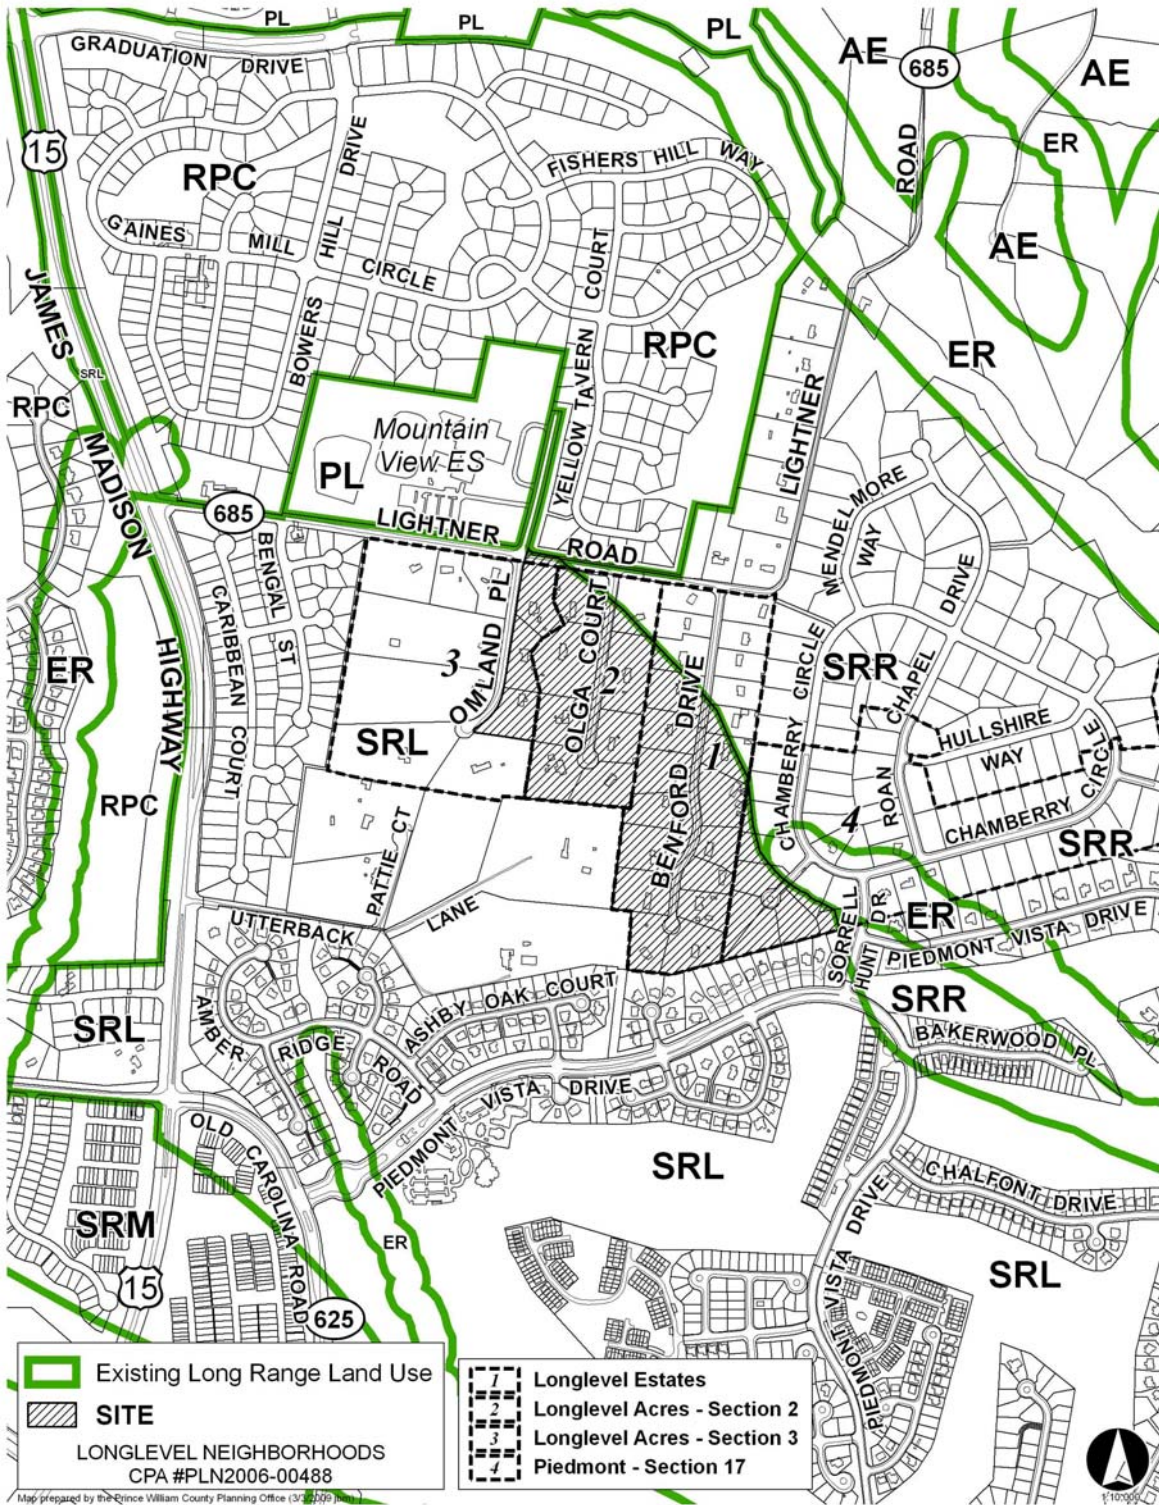 PL
PL
PL
GRADUATION DRIVE
AE
685
AE
15
ROAD
ER
RPC
DRIVE
FISHERS HILL WAY
GAINES MILL CIRCLE
HILL
BOWERS
COURT
AE
JAMES
RPC
ER
SRL
RPC
YELLOW TAVERN
LIGHTNER
Mountain
View ES
PL
MADISON
685
LIGHTNER ROAD
MENDELMORE
WAY
BENGAL
ST
CARIBBEAN COURT
OMLAND PL
OLGA COURT
DRIVE
CHAPEL
DRIVE
CHAMBERRY CIRCLE
HIGHWAY
ER
3
2
1
SRR
BENFORD
HULLSHIRE
WAY
SRL
RPC
ROAN
4
CHAMBERRY CIRCLE
SRR
PATTIE CT
LANE
UTTERBACK
ER
SORRELL
HUNT DR
PIEDMONT VISTA DRIVE
SRR
ASHBY OAK COURT
SRL
AMBER
RIDGE
ROAD
BAKERWOOD PL
PIEDMONT VISTA DRIVE
OLD CAROLINA ROAD
SRL
CHALFONT DRIVE
SRM
ER
PIEDMONT VISTA DRIVE
15
SRL
625
Existing Long Range Land Use
SITE
LONGLEVEL NEIGHBORHOODS
CPA #PLN2006-00488
1 Longlevel Estates
2 Longlevel Acres - Section 2
3 Longlevel Acres - Section 3
4 Piedmont - Section 17
Map prepared by the Prince William County Planning Office (3/3/2009
1:10,000